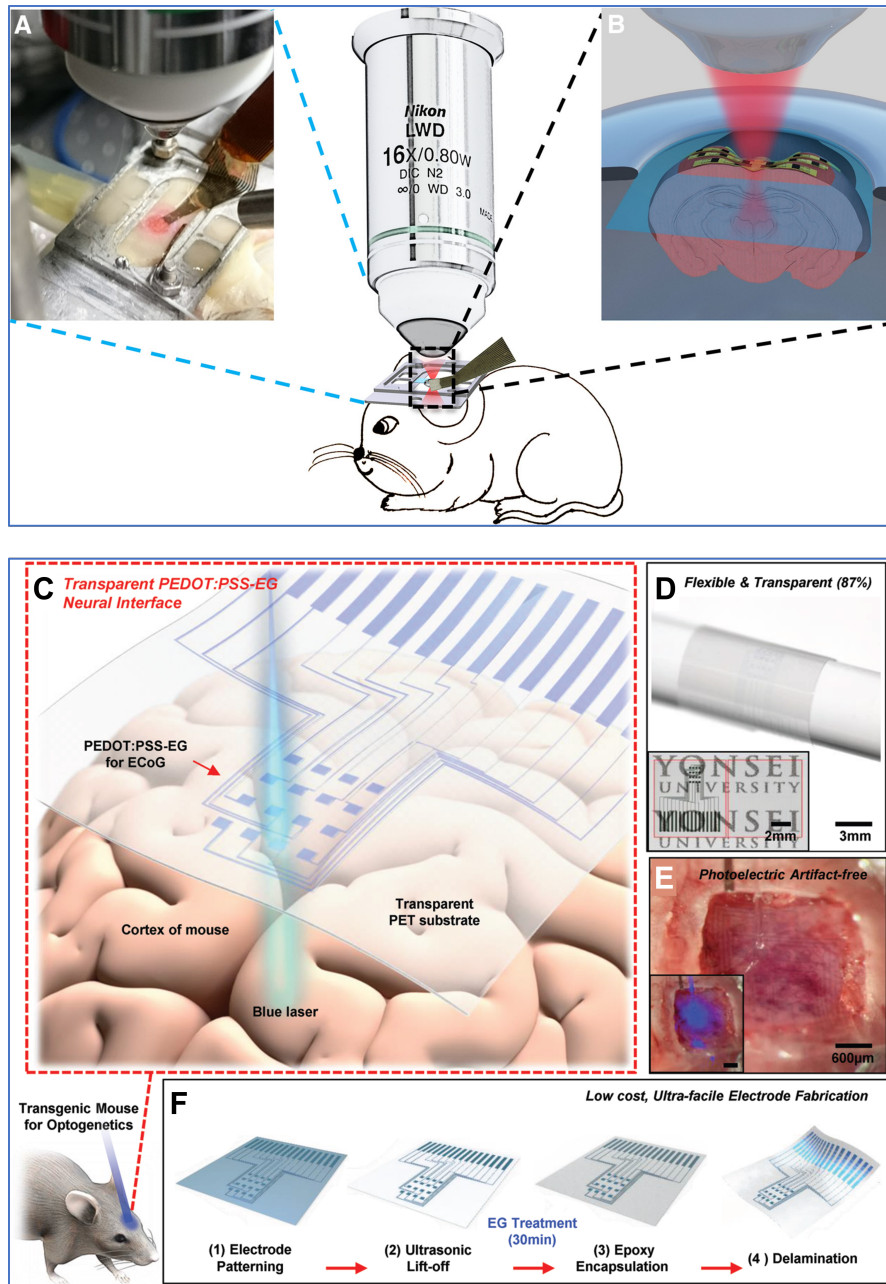 A
B
Nikon
LWD
16X/0.80W
DIC N2
∞/0 WD 3.0
MADE
C
Transparent PEDOT:PSS-EG
Neural Interface
PEDOT:PSS-EG
for ECoG
Cortex of mouse
Transparent
PET substrate
Blue laser
D
Flexible & Transparent (87%)
YONSEI
UNIVERSITY
YONSEI
UNIVERSITY
2mm
3mm
E
Photoelectric Artifact-free
600μm
Transgenic Mouse
for Optogenetics
F
Low cost, Ultra-facile Electrode Fabrication
(1) Electrode
Patterning
(2) Ultrasonic
Lift-off
EG Treatment
(30min)
(3) Epoxy
Encapsulation
(4 ) Delamination